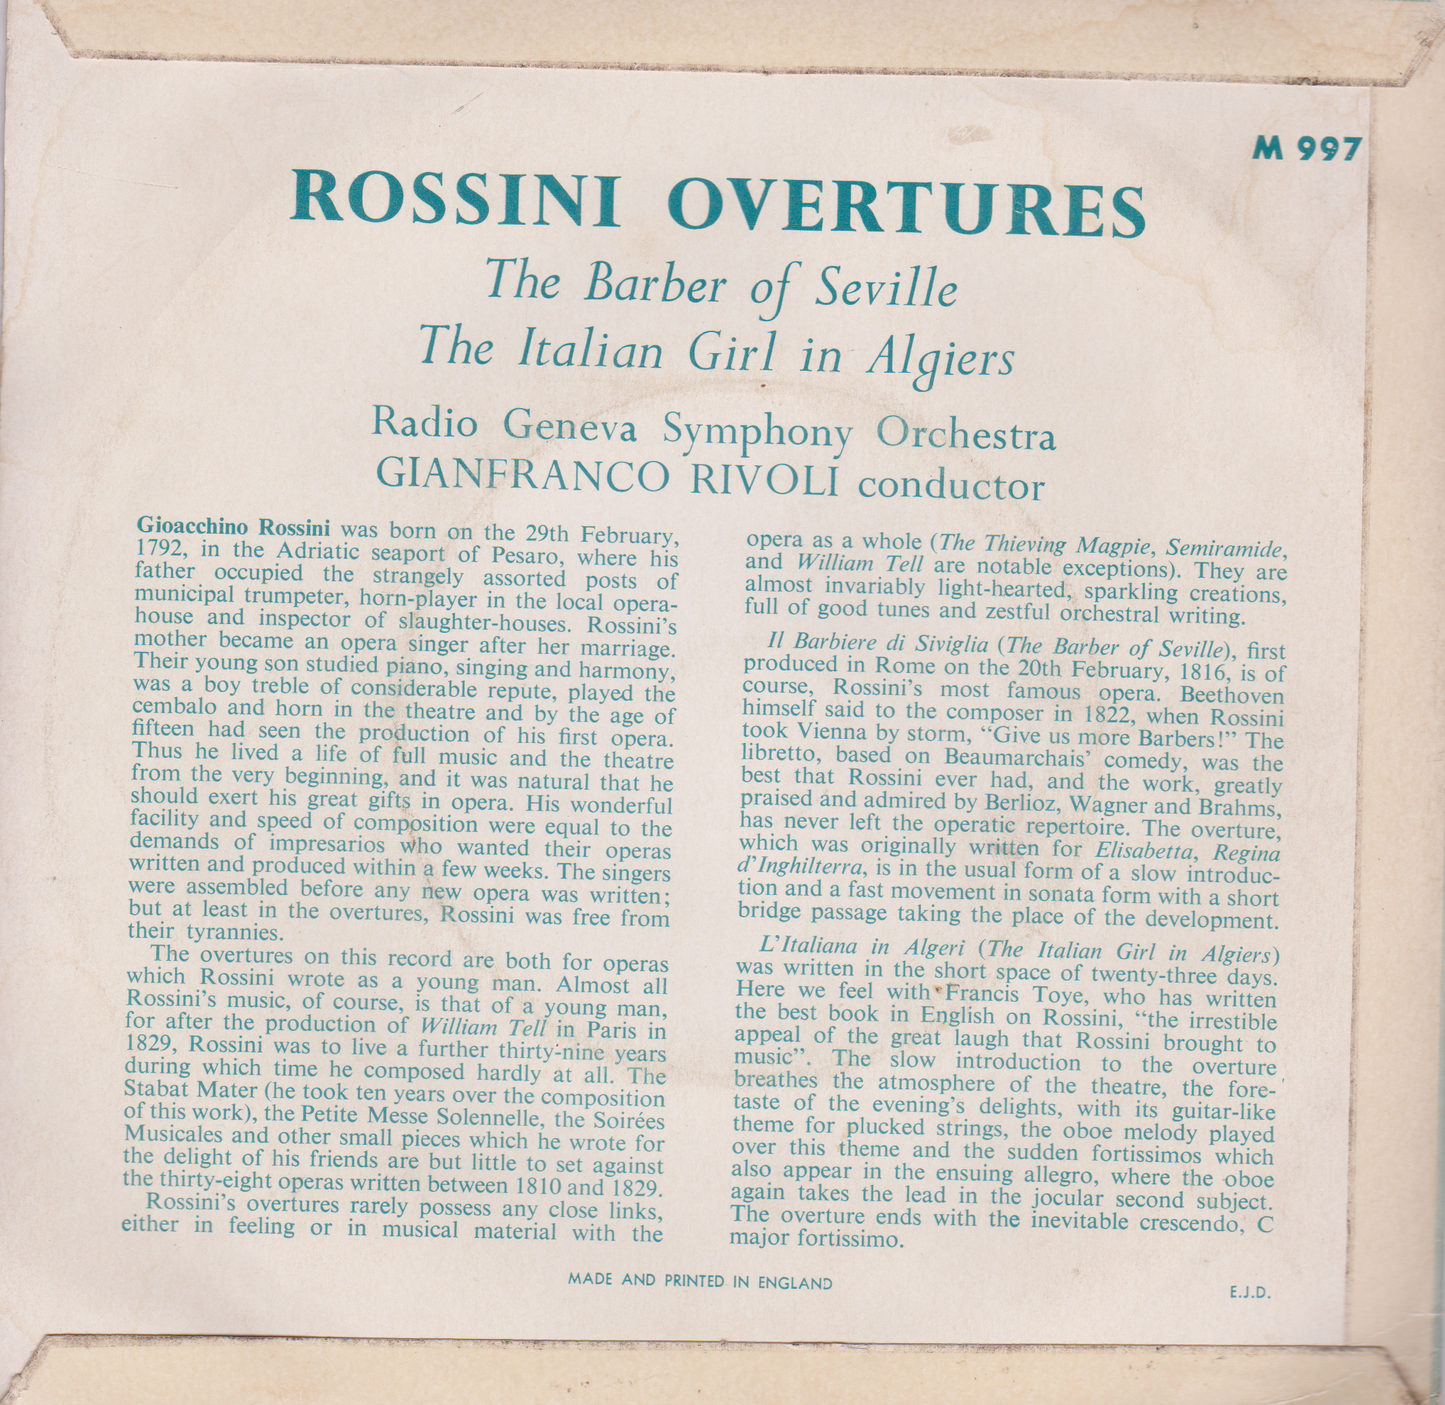 M 997
ROSSINI OVERTURES
The Barber of Seville
The Italian Girl in Algiers
Radio Geneva Symphony Orchestra
GIANFRANCO RIVOLI conductor
Gioacchino Rossini was born on the 29th February,
1792, in the Adriatic seaport of Pesaro, where his
father occupied the strangely assorted posts of
municipal trumpeter, horn-player in the local opera-
house and inspector of slaughter-houses. Rossini's
mother became an opera singer after her marriage.
Their young son studied piano, singing and harmony,
was a boy treble of considerable repute, played the
cembalo and horn in the theatre and by the age of
fifteen had seen the production of his first opera.
Thus he lived a life of full music and the theatre
from the very beginning, and it was natural that he
should exert his great gifts in opera. His wonderful
facility and speed of composition were equal to the
demands of impresarios who wanted their operas
written and produced within a few weeks. The singers
were assembled before any new opera was written;
but at least in the overtures, Rossini was free from
their tyrannies.
The overtures on this record are both for operas
which Rossini wrote as a young man. Almost all
Rossini's music, of course, is that of a young man,
for after the production of William Tell in Paris in
1829, Rossini was to live a further thirty-nine years
during which time he composed hardly at all. The
Stabat Mater (he took ten years over the composition
of this work), the Petite Messe Solennelle, the Soirées
Musicales and other small pieces which he wrote for
the delight of his friends are but little to set against
the thirty-eight operas written between 1810 and 1829.
Rossini's overtures rarely possess any close links,
either in feeling or in musical material with the
opera as a whole (The Thieving Magpie, Semiramide,
and William Tell are notable exceptions). They are
almost invariably light-hearted, sparkling creations,
full of good tunes and zestful orchestral writing.
Il Barbiere di Siviglia (The Barber of Seville), first
produced in Rome on the 20th February, 1816, is of
course, Rossini's most famous opera. Beethoven
himself said to the composer in 1822, when Rossini
took Vienna by storm, "Give us more Barbers!" The
libretto, based on Beaumarchais' comedy, was the
best that Rossini ever had, and the work, greatly
praised and admired by Berlioz, Wagner and Brahms,
has never left the operatic repertoire. The overture,
which was originally written for Elisabetta, Regina
d'Inghilterra, is in the usual form of a slow introduc-
tion and a fast movement in sonata form with a short
bridge passage taking the place of the development.
L'Italiana in Algeri (The Italian Girl in Algiers)
was written in the short space of twenty-three days.
Here we feel with Francis Toye, who has written
the best book in English on Rossini, "the irrestible
appeal of the great laugh that Rossini brought to
music". The slow introduction to the overture
breathes the atmosphere of the theatre, the fore-
taste of the evening's delights, with its guitar-like
theme for plucked strings, the oboe melody played
over this theme and the sudden fortissimos which
also appear in the ensuing allegro, where the oboe
again takes the lead in the jocular second subject.
The overture ends with the inevitable crescendo, C
major fortissimo.
MADE AND PRINTED IN ENGLAND
E.J.D.